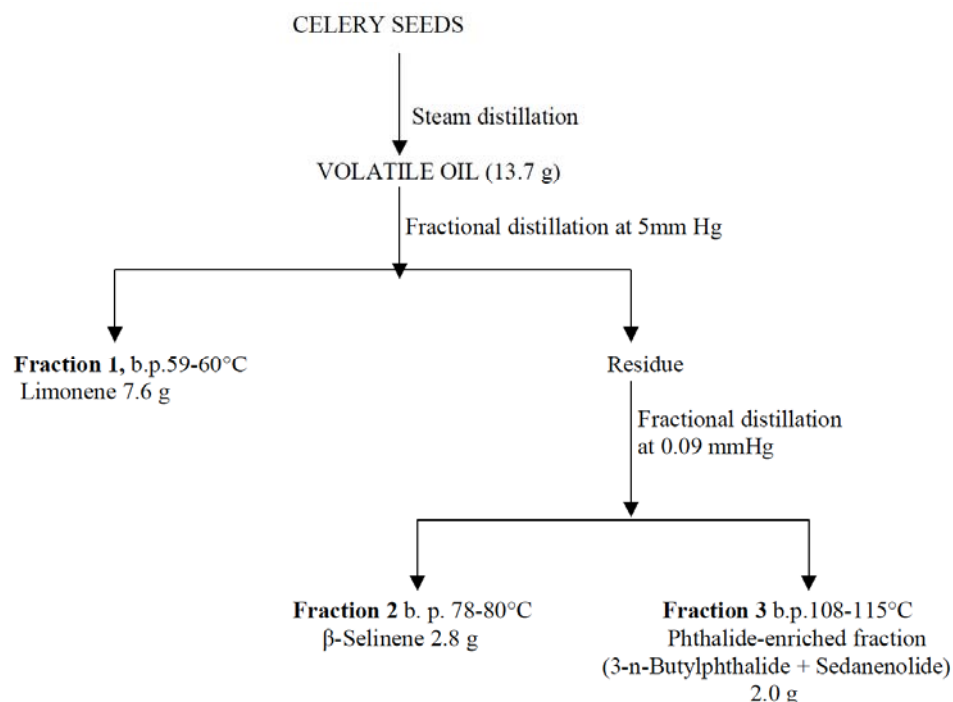 CELERY SEEDS
Steam distillation
VOLATILE OIL (13.7 g)
Fractional distillation at 5mm Hg
Fraction 1, b.p.59-60°C
Limonene 7.6 g
Residue
Fractional distillation
at 0.09 mmHg
Fraction 2 b. p. 78-80°C
β-Selinene 2.8 g
Fraction 3 b.p.108-115°C
Phthalide-enriched fraction
(3-n-Butylphthalide + Sedanenolide)
2.0 g